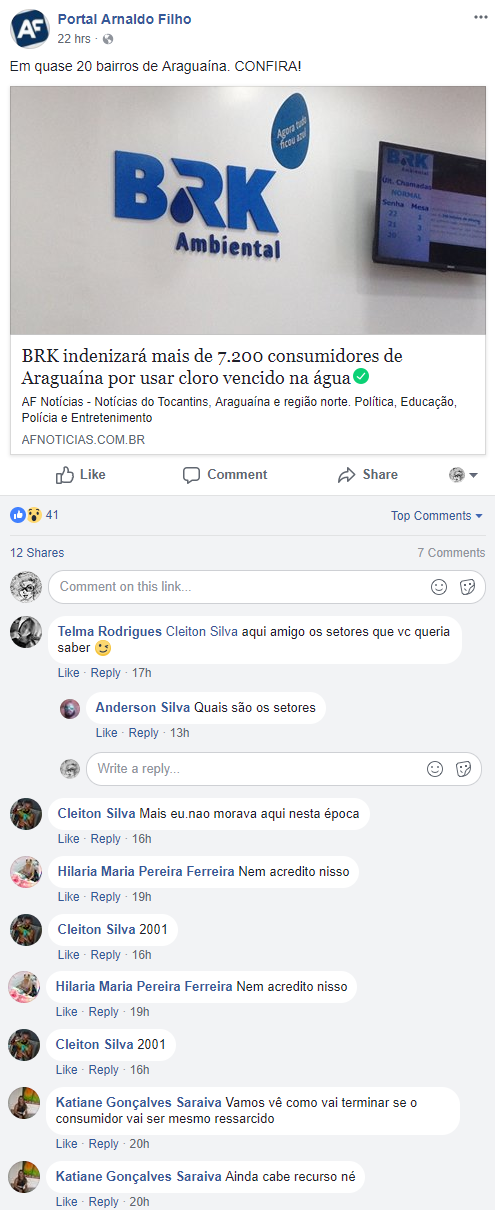 AF
Portal Arnaldo Filho
22 hrs ·
Em quase 20 bairros de Araguaína. CONFIRA!
Agora tudo
ficou azul
BRK
Ambiental
BRK
Ambiental
Últ. Chamadas
NORMAL
Senha Mesa
23 1
21 3
20 3
BRK indenizará mais de 7.200 consumidores de
Araguaína por usar cloro vencido na água
AF Notícias - Notícias do Tocantins, Araguaína e região norte. Política, Educação,
Polícia e Entretenimento
AFNOTICIAS.COM.BR
Like Comment Share
41 Top Comments
12 Shares 7 Comments
Comment on this link...
Telma Rodrigues Cleiton Silva aqui amigo os setores que vc queria
saber 😉
Like · Reply · 17h
Anderson Silva Quais são os setores
Like · Reply · 13h
Write a reply...
Cleiton Silva Mais eu.nao morava aqui nesta época
Like · Reply · 16h
Hilaria Maria Pereira Ferreira Nem acredito nisso
Like · Reply · 19h
Cleiton Silva 2001
Like · Reply · 16h
Hilaria Maria Pereira Ferreira Nem acredito nisso
Like · Reply · 19h
Cleiton Silva 2001
Like · Reply · 16h
Katiane Gonçalves Saraiva Vamos vê como vai terminar se o
consumidor vai ser mesmo ressarcido
Like · Reply · 20h
Katiane Gonçalves Saraiva Ainda cabe recurso né
Like · Reply · 20h